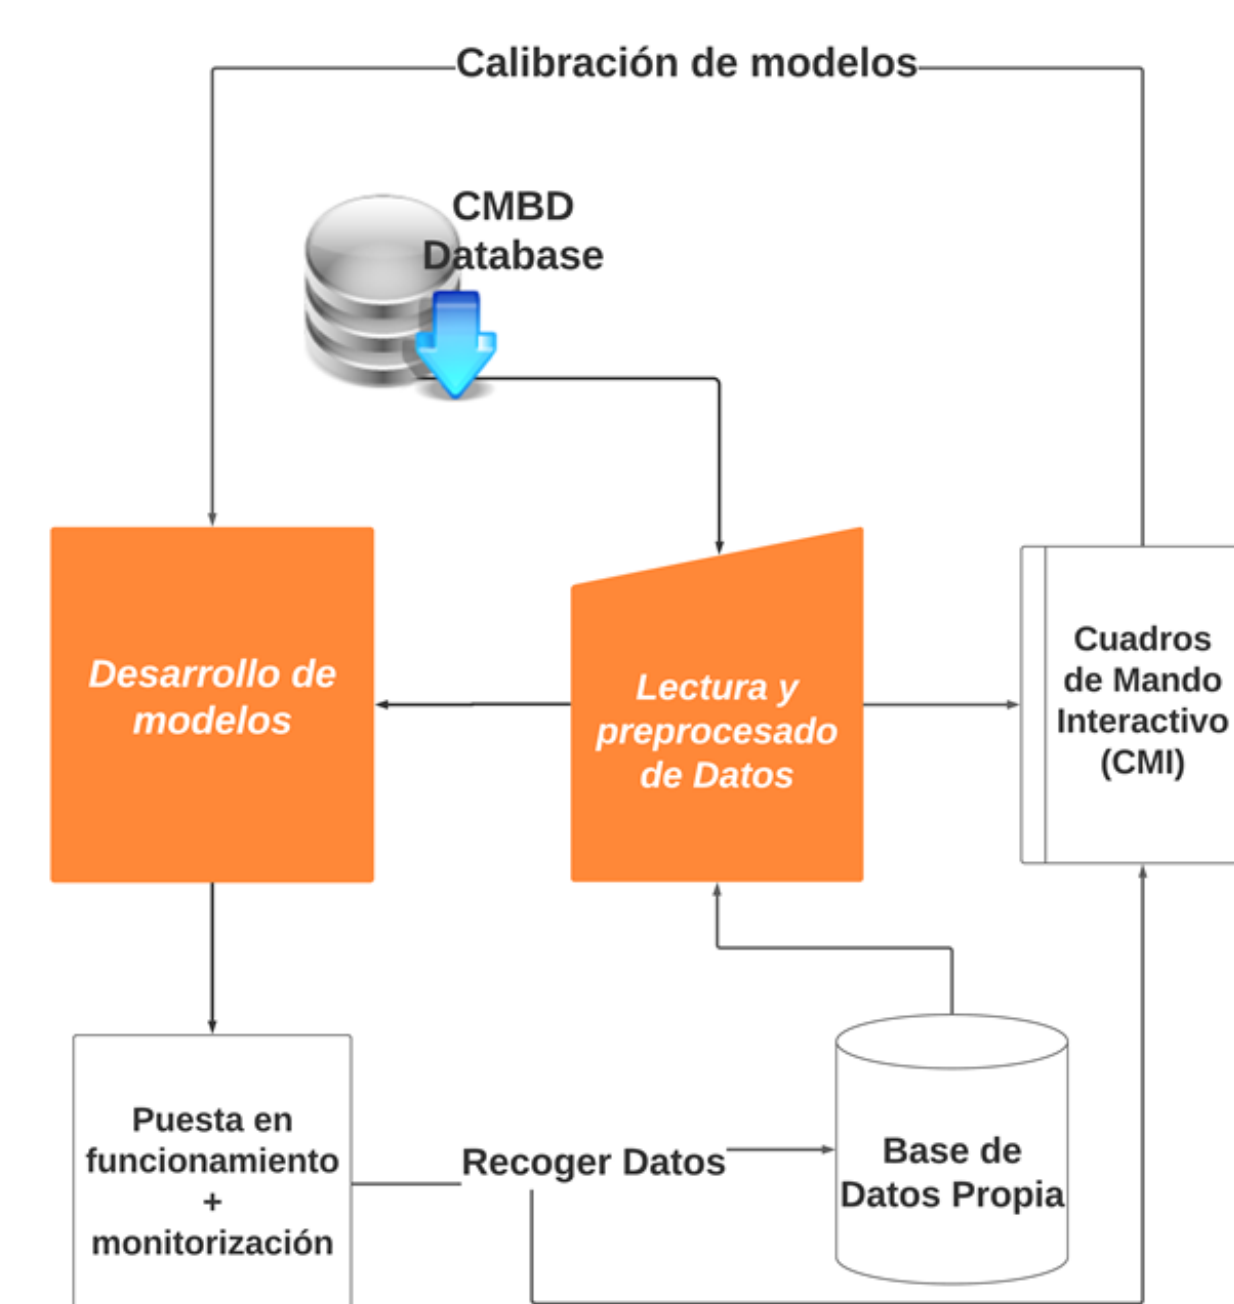 Calibración de modelos
CMBD
Database
Desarrollo de
modelos
Lectura y
preprocesado
de Datos
Cuadros
de Mando
Interactivo
(CMI)
Puesta en
funcionamiento
+
monitorización
Recoger Datos
Base de
Datos Propia